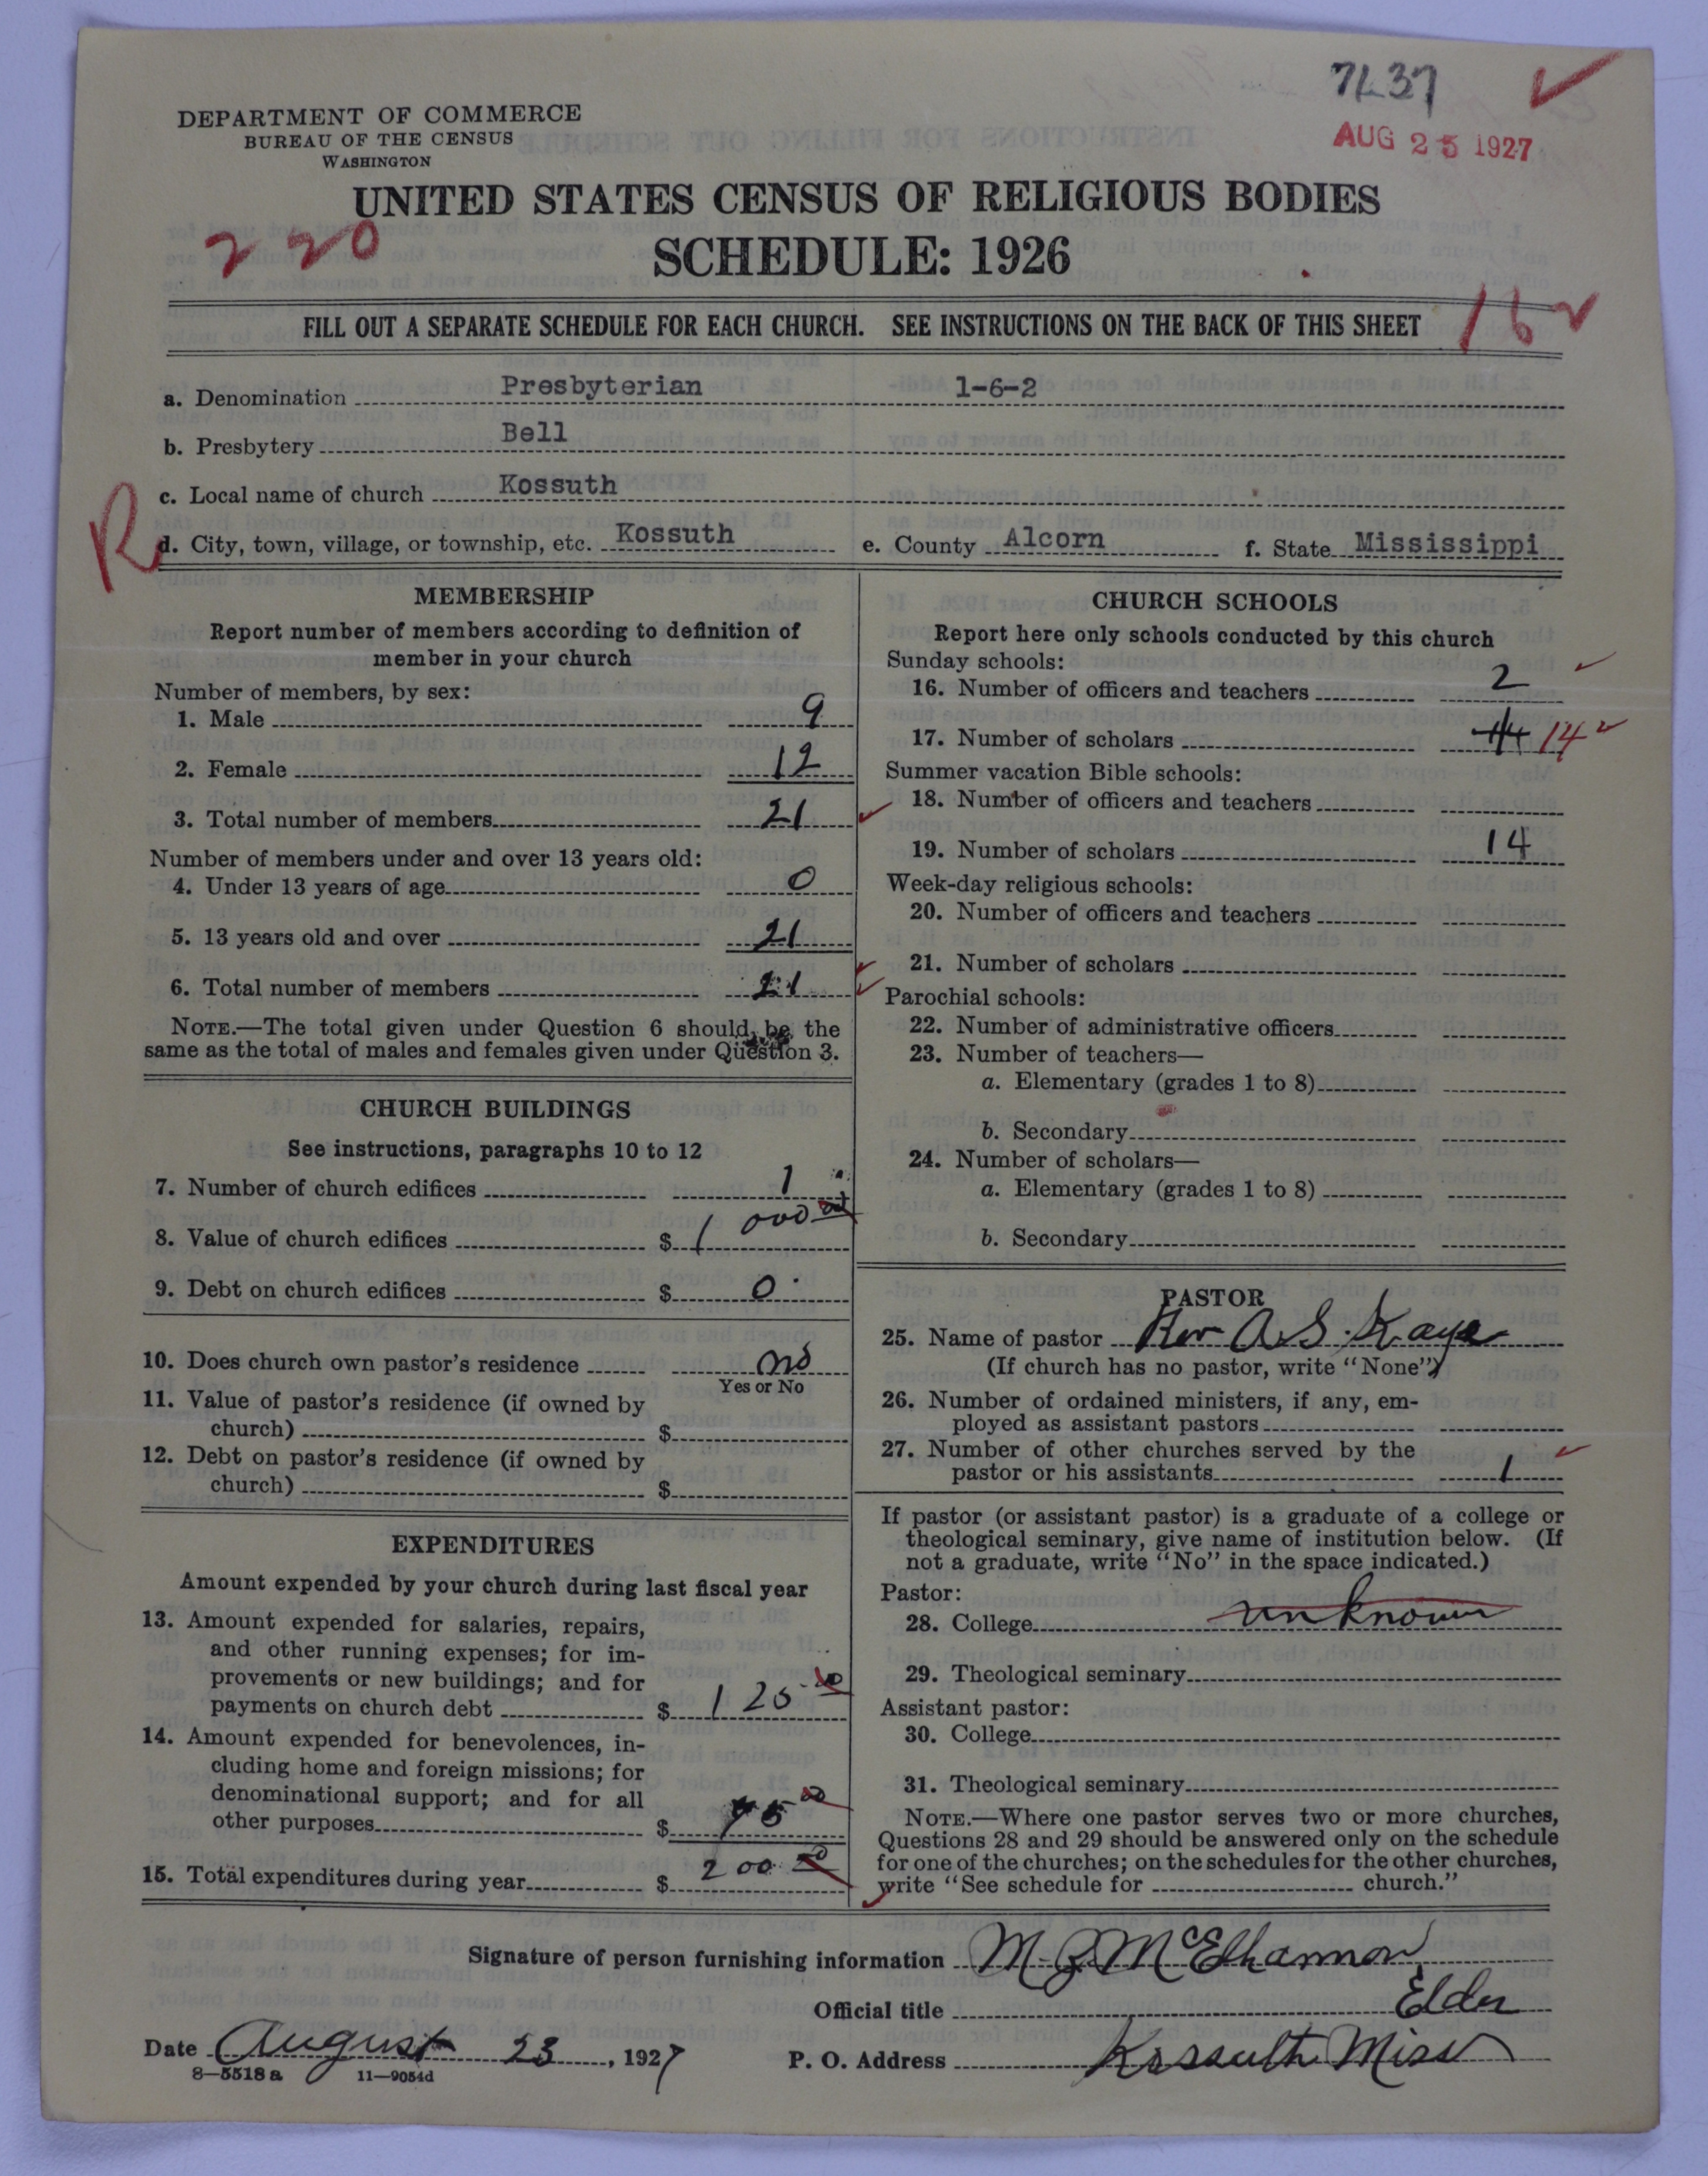 7437
AUG 25 1927
DEPARTMENT OF COMMERCE
BUREAU OF THE CENSUS
WASHINGTON
UNITED STATES CENSUS OF RELIGIOUS BODIES
220
SCHEDULE: 1926
FILL OUT A SEPARATE SCHEDULE FOR EACH CHURCH. SEE INSTRUCTIONS ON THE BACK OF THIS SHEET
162
a. Denomination Presbyterian 1-6-2
b. Presbytery Bell
c. Local name of church Kossuth
R
d. City, town, village, or township, etc. Kossuth e. County Alcorn f. State Mississippi
MEMBERSHIP
Report number of members according to definition of
member in your church
Number of members, by sex:
1. Male 9
2. Female 12
3. Total number of members 21
Number of members under and over 13 years old:
4. Under 13 years of age 0
5. 13 years old and over 21
6. Total number of members 21
NOTE.—The total given under Question 6 should be the
same as the total of males and females given under Question 3.
CHURCH BUILDINGS
See instructions, paragraphs 10 to 12
7. Number of church edifices 1
8. Value of church edifices $ 1 000 00
9. Debt on church edifices $ 0
10. Does church own pastor's residence no
Yes or No
11. Value of pastor's residence (if owned by
church) $
12. Debt on pastor's residence (if owned by
church) $
EXPENDITURES
Amount expended by your church during last fiscal year
13. Amount expended for salaries, repairs,
and other running expenses; for im-
provements or new buildings; and for
payments on church debt $ 125 00
14. Amount expended for benevolences, in-
cluding home and foreign missions; for
denominational support; and for all
other purposes $ 75 00
15. Total expenditures during year $ 200 00
CHURCH SCHOOLS
Report here only schools conducted by this church
Sunday schools:
16. Number of officers and teachers 2
17. Number of scholars 14 14
Summer vacation Bible schools:
18. Number of officers and teachers
19. Number of scholars 14
Week-day religious schools:
20. Number of officers and teachers
21. Number of scholars
Parochial schools:
22. Number of administrative officers
23. Number of teachers—
a. Elementary (grades 1 to 8)
b. Secondary
24. Number of scholars—
a. Elementary (grades 1 to 8)
b. Secondary
PASTOR
25. Name of pastor Rev A S. Kaye
(If church has no pastor, write "None")
26. Number of ordained ministers, if any, em-
ployed as assistant pastors
27. Number of other churches served by the
pastor or his assistants 1
If pastor (or assistant pastor) is a graduate of a college or
theological seminary, give name of institution below. (If
not a graduate, write "No" in the space indicated.)
Pastor:
28. College unknown
29. Theological seminary
Assistant pastor:
30. College
31. Theological seminary
NOTE.—Where one pastor serves two or more churches,
Questions 28 and 29 should be answered only on the schedule
for one of the churches; on the schedules for the other churches,
write "See schedule for church."
Signature of person furnishing information M. McElhannon
Official title Elder
Date August 23, 1927 P. O. Address Kossuth Miss
8—5518 a 11—9054d